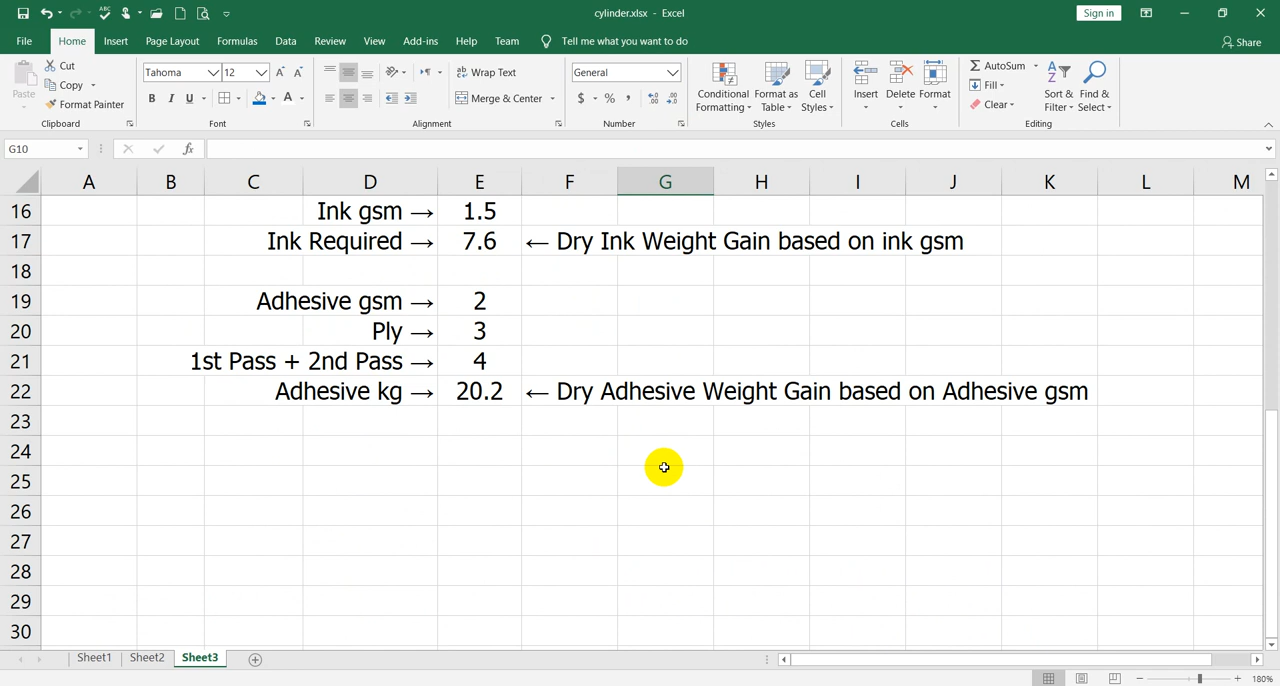 cylinder.xlsx - Excel
Sign in
File Home Insert Page Layout Formulas Data Review View Add-ins Help Team Tell me what you want to do Share
Paste Cut Copy Format Painter Clipboard
Tahoma 12 B I U A Font
Wrap Text Merge & Center Alignment
General $ % , Number
Conditional Formatting Format as Table Cell Styles Styles
Insert Delete Format Cells
AutoSum Fill Clear Sort & Filter Find & Select Editing
G10 fx
A B C D E F G H I J K L M
16 Ink gsm → 1.5
17 Ink Required → 7.6 ← Dry Ink Weight Gain based on ink gsm
18
19 Adhesive gsm → 2
20 Ply → 3
21 1st Pass + 2nd Pass → 4
22 Adhesive kg → 20.2 ← Dry Adhesive Weight Gain based on Adhesive gsm
23
24
25
26
27
28
29
30
Sheet1 Sheet2 Sheet3
180%